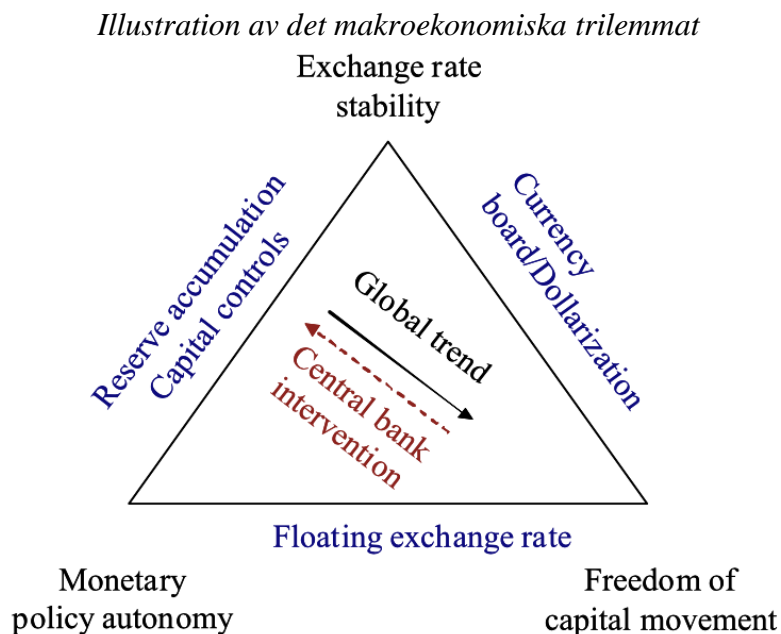 Illustration av det makroekonomiska trilemmat
Exchange rate
stability
Reserve accumulation
Capital controls
Currency
board/Dollarization
Global trend
Central bank
intervention
Floating exchange rate
Monetary
policy autonomy
Freedom of
capital movement